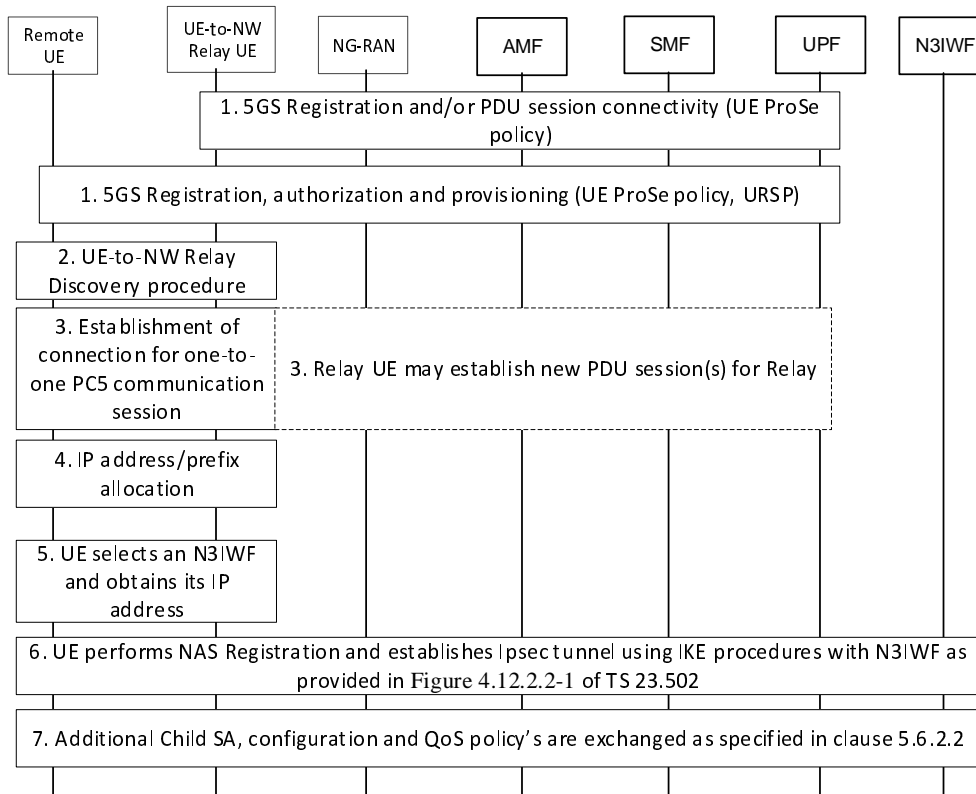 Remote
UE
UE-to-NW
Relay UE
NG-RAN
AMF
SMF
UPF
N3IWF
1. 5GS Registration and/or PDU session connectivity (UE ProSe
policy)
1. 5GS Registration, authorization and provisioning (UE ProSe policy, URSP)
2. UE-to-NW Relay
Discovery procedure
3. Establishment of
connection for one-to-
one PC5 communication
session
3. Relay UE may establish new PDU session(s) for Relay
4. IP address/prefix
allocation
5. UE selects an N3IWF
and obtains its IP
address
6. UE performs NAS Registration and establishes Ipsec tunnel using IKE procedures with N3IWF as
provided in Figure 4.12.2.2-1 of TS 23.502
7. Additional Child SA, configuration and QoS policy's are exchanged as specified in clause 5.6.2.2